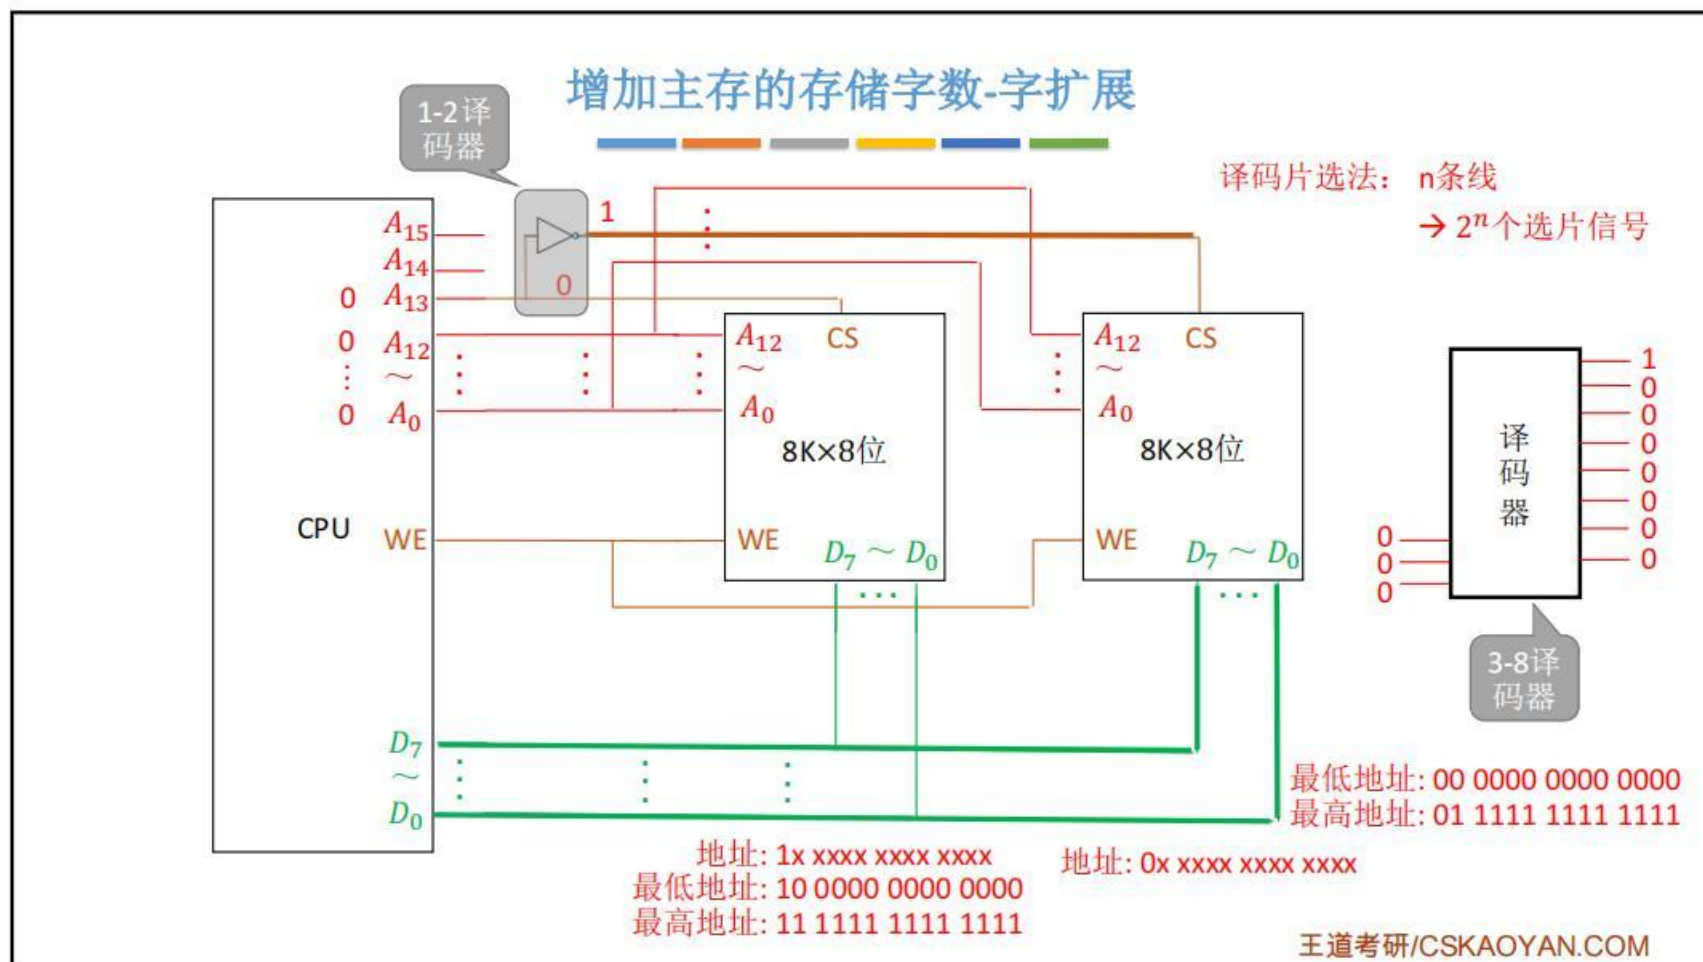 增加主存的存储字数-字扩展
1-2译
码器
译码片选法： n条线
→ 2ⁿ个选片信号
A₁₅
A₁₄
0 A₁₃
0 A₁₂
⋮ ～
0 A₀
1
0
CPU
WE
D₇
～
D₀
A₁₂ CS
～
A₀
8K×8位
WE
D₇ ～ D₀
…
A₁₂ CS
～
A₀
8K×8位
WE
D₇ ～ D₀
…
译
码
器
0
0
0
1
0
0
0
0
0
0
0
3-8译
码器
最低地址: 00 0000 0000 0000
最高地址: 01 1111 1111 1111
地址: 1x xxxx xxxx xxxx
最低地址: 10 0000 0000 0000
最高地址: 11 1111 1111 1111
地址: 0x xxxx xxxx xxxx
王道考研/CSKAOYAN.COM